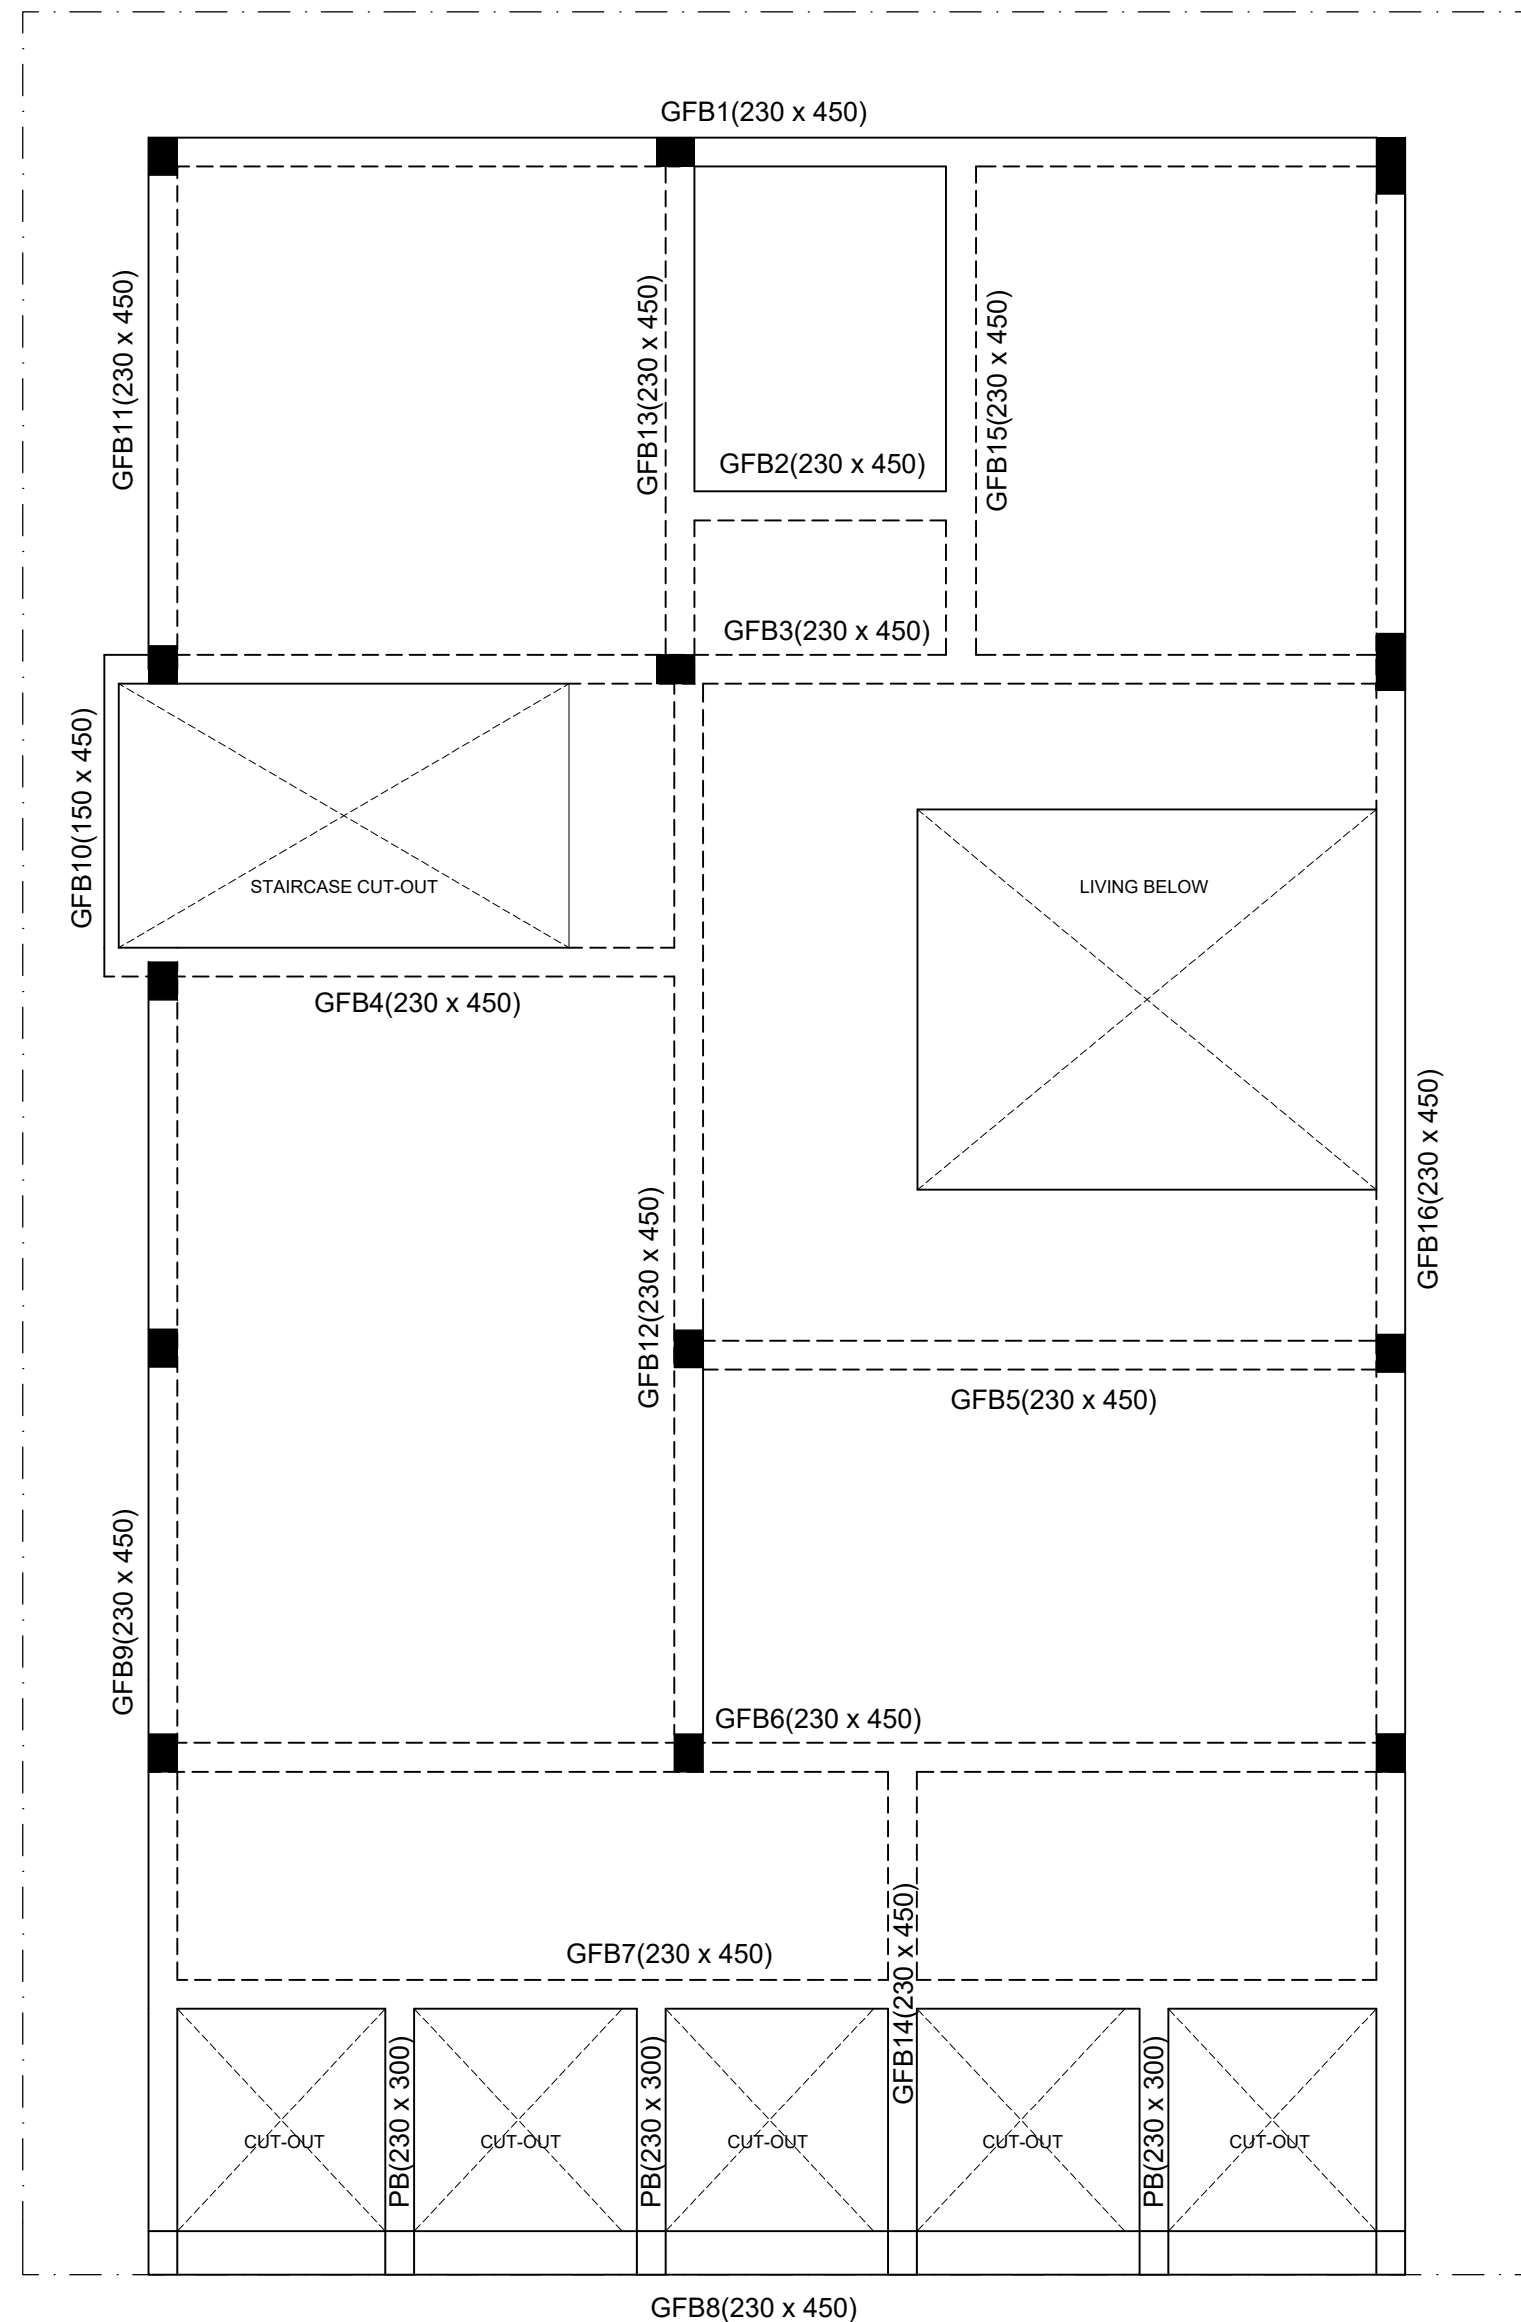 GFB1(230 x 450)
GFB11(230 x 450)
GFB13(230 x 450)
GFB15(230 x 450)
GFB2(230 x 450)
GFB3(230 x 450)
GFB10(150 x 450)
STAIRCASE CUT-OUT
LIVING BELOW
GFB4(230 x 450)
GFB16(230 x 450)
GFB12(230 x 450)
GFB5(230 x 450)
GFB9(230 x 450)
GFB6(230 x 450)
GFB7(230 x 450)
GFB14(230 x 450)
PB(230 x 300)
PB(230 x 300)
PB(230 x 300)
CUT-OUT
CUT-OUT
CUT-OUT
CUT-OUT
CUT-OUT
GFB8(230 x 450)